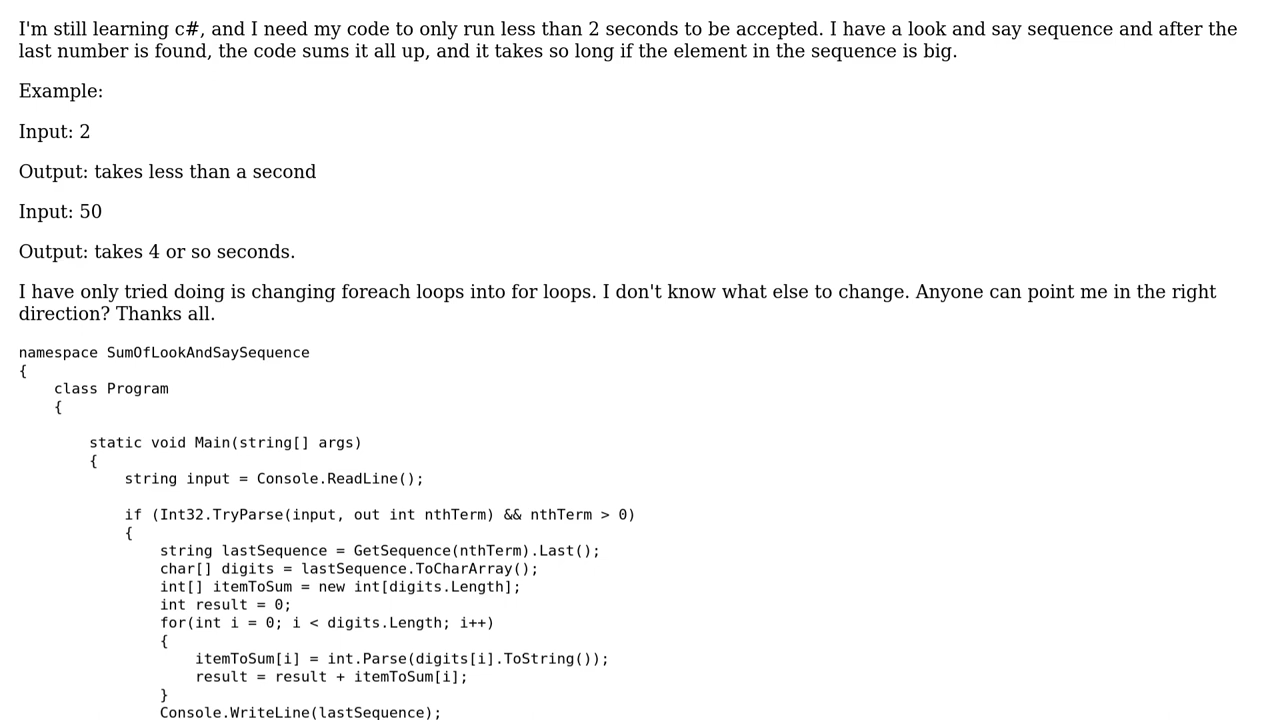 I'm still learning c#, and I need my code to only run less than 2 seconds to be accepted. I have a look and say sequence and after the
last number is found, the code sums it all up, and it takes so long if the element in the sequence is big.
Example:
Input: 2
Output: takes less than a second
Input: 50
Output: takes 4 or so seconds.
I have only tried doing is changing foreach loops into for loops. I don't know what else to change. Anyone can point me in the right
direction? Thanks all.
namespace SumOfLookAndSaySequence
{
    class Program
    {
        static void Main(string[] args)
        {
            string input = Console.ReadLine();
            if (Int32.TryParse(input, out int nthTerm) && nthTerm > 0)
            {
                string lastSequence = GetSequence(nthTerm).Last();
                char[] digits = lastSequence.ToCharArray();
                int[] itemToSum = new int[digits.Length];
                int result = 0;
                for(int i = 0; i < digits.Length; i++)
                {
                    itemToSum[i] = int.Parse(digits[i].ToString());
                    result = result + itemToSum[i];
                }
                Console.WriteLine(lastSequence);